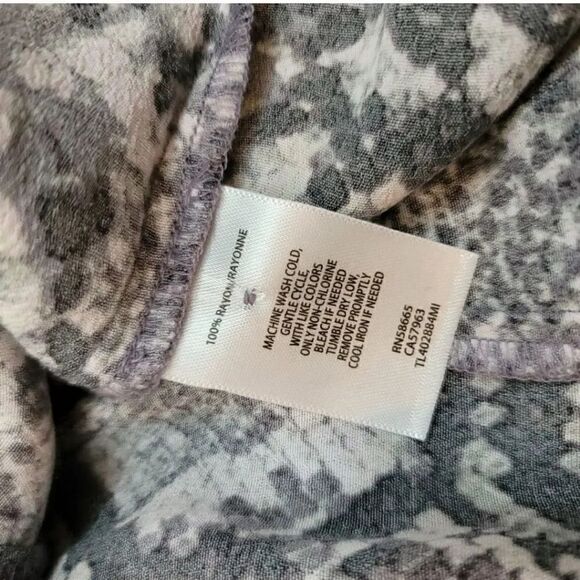 100% RAYON/RAYONNE
MACHINE WASH COLD,
GENTLE CYCLE,
WITH LIKE COLORS
ONLY NON-CHLORINE
BLEACH IF NEEDED
TUMBLE DRY LOW,
REMOVE PROMPTLY
COOL IRON IF NEEDED
RN58665
CA57963
TL402884MI